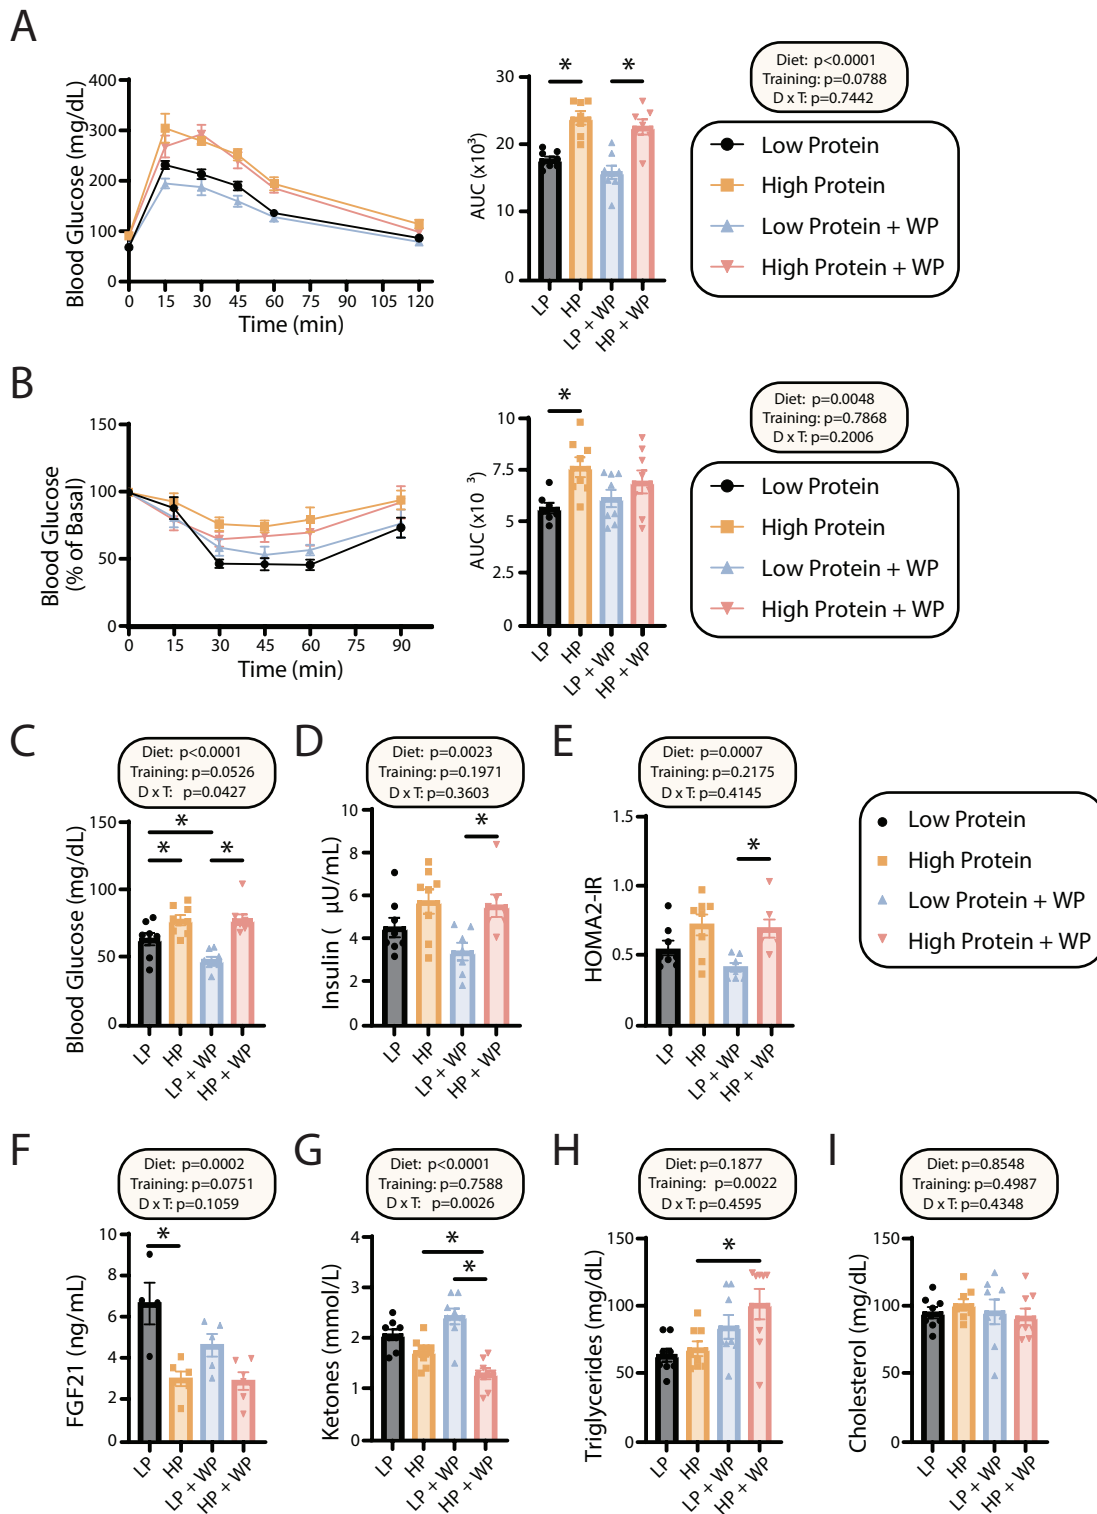 A
Blood Glucose (mg/dL)
400
300
200
100
0
0 15 30 45 60 75 90 105 120
Time (min)
AUC (x10³)
30
20
10
0
* *
LP HP LP + WP HP + WP
Diet: p<0.0001
Training: p=0.0788
D x T: p=0.7442
Low Protein
High Protein
Low Protein + WP
High Protein + WP
B
Blood Glucose
(% of Basal)
150
100
50
0
0 15 30 45 60 75 90
Time (min)
AUC (x10 ³)
10
7.5
5
2.5
0
*
LP HP LP + WP HP + WP
Diet: p=0.0048
Training: p=0.7868
D x T: p=0.2006
Low Protein
High Protein
Low Protein + WP
High Protein + WP
C
Diet: p<0.0001
Training: p=0.0526
D x T: p=0.0427
Blood Glucose (mg/dL)
150
100
50
0
*
* *
LP HP LP + WP HP + WP
D
Diet: p=0.0023
Training: p=0.1971
D x T: p=0.3603
Insulin ( μU/mL)
10
8
6
4
2
0
*
LP HP LP + WP HP + WP
E
Diet: p=0.0007
Training: p=0.2175
D x T: p=0.4145
HOMA2-IR
1.5
1.0
0.5
0
*
LP HP LP + WP HP + WP
Low Protein
High Protein
Low Protein + WP
High Protein + WP
F
Diet: p=0.0002
Training: p=0.0751
D x T: p=0.1059
FGF21 (ng/mL)
10
8
6
4
2
0
*
LP HP LP + WP HP + WP
G
Diet: p<0.0001
Training: p=0.7588
D x T: p=0.0026
Ketones (mmol/L)
4
3
2
1
0
*
*
LP HP LP + WP HP + WP
H
Diet: p=0.1877
Training: p=0.0022
D x T: p=0.4595
Triglycerides (mg/dL)
150
100
50
0
*
LP HP LP + WP HP + WP
I
Diet: p=0.8548
Training: p=0.4987
D x T: p=0.4348
Cholesterol (mg/dL)
150
100
50
0
LP HP LP + WP HP + WP